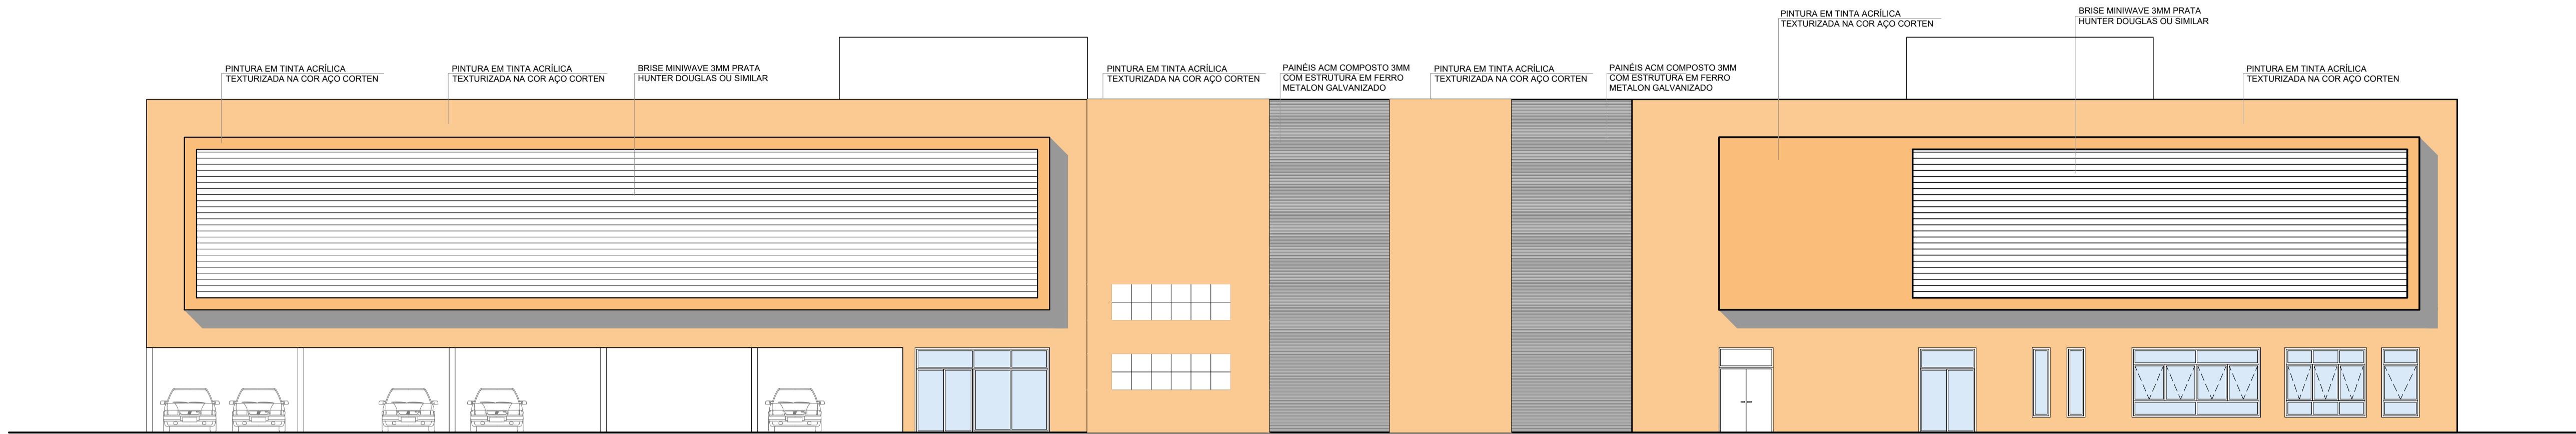 PINTURA EM TINTA ACRÍLICA
TEXTURIZADA NA COR AÇO CORTEN
PINTURA EM TINTA ACRÍLICA
TEXTURIZADA NA COR AÇO CORTEN
BRISE MINIWAVE 3MM PRATA
HUNTER DOUGLAS OU SIMILAR
PINTURA EM TINTA ACRÍLICA
TEXTURIZADA NA COR AÇO CORTEN
PAINÉIS ACM COMPOSTO 3MM
COM ESTRUTURA EM FERRO
METALON GALVANIZADO
PINTURA EM TINTA ACRÍLICA
TEXTURIZADA NA COR AÇO CORTEN
PAINÉIS ACM COMPOSTO 3MM
COM ESTRUTURA EM FERRO
METALON GALVANIZADO
PINTURA EM TINTA ACRÍLICA
TEXTURIZADA NA COR AÇO CORTEN
BRISE MINIWAVE 3MM PRATA
HUNTER DOUGLAS OU SIMILAR
PINTURA EM TINTA ACRÍLICA
TEXTURIZADA NA COR AÇO CORTEN